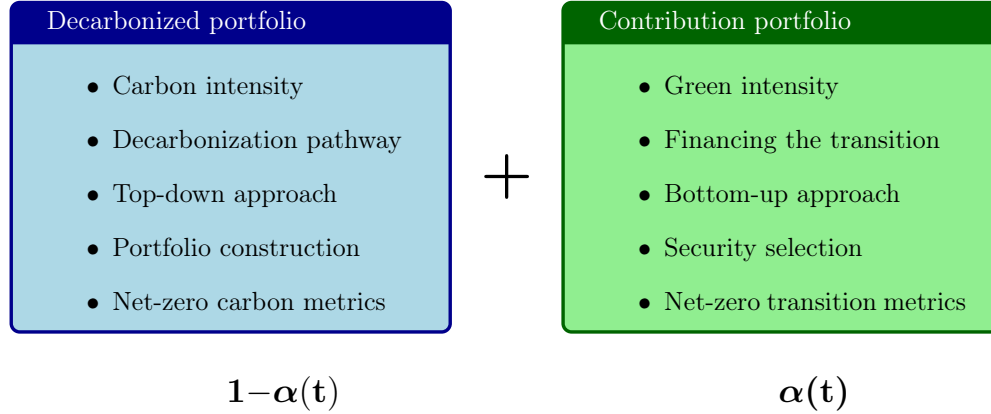 Decarbonized portfolio
• Carbon intensity
• Decarbonization pathway
• Top-down approach
• Portfolio construction
• Net-zero carbon metrics
+
Contribution portfolio
• Green intensity
• Financing the transition
• Bottom-up approach
• Security selection
• Net-zero transition metrics
1−α(t)
α(t)